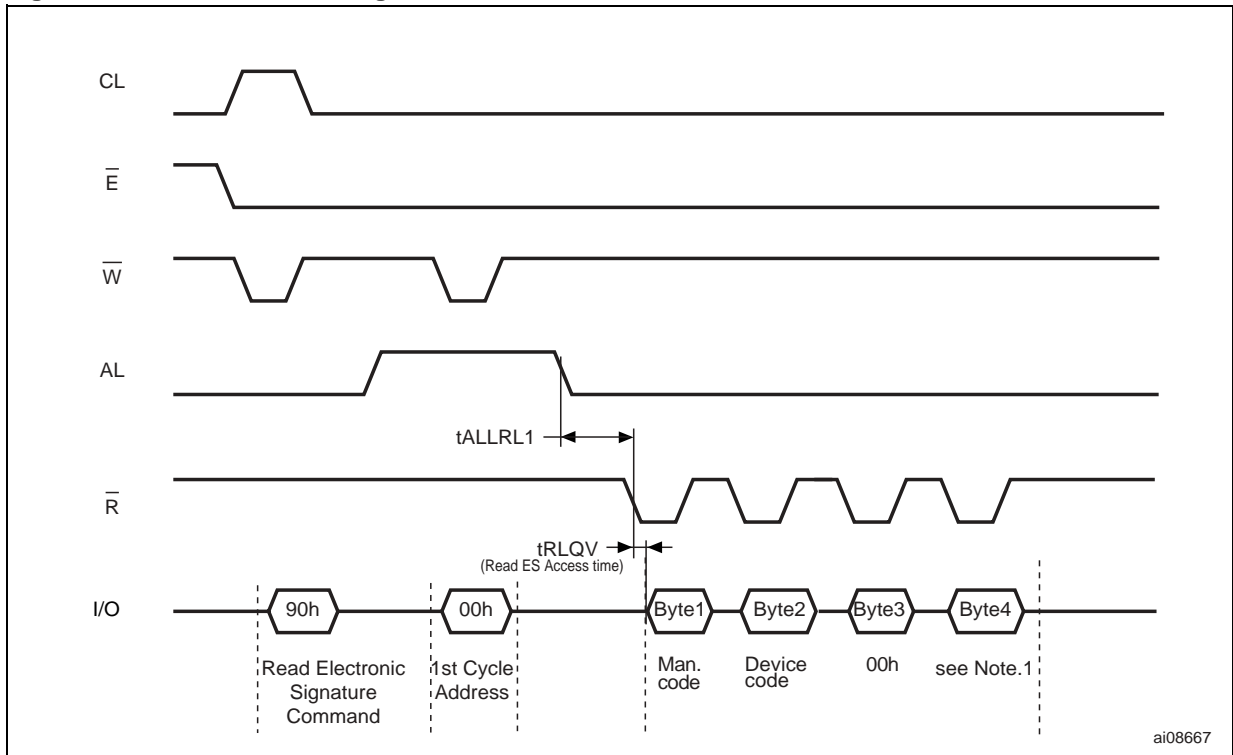 CL
E
W
AL
tALLRL1
R
tRLQV
(Read ES Access time)
I/O
90h
00h
Byte1
Byte2
Byte3
Byte4
Read Electronic
Signature
Command
1st Cycle
Address
Man.
code
Device
code
00h
see Note.1
ai08667